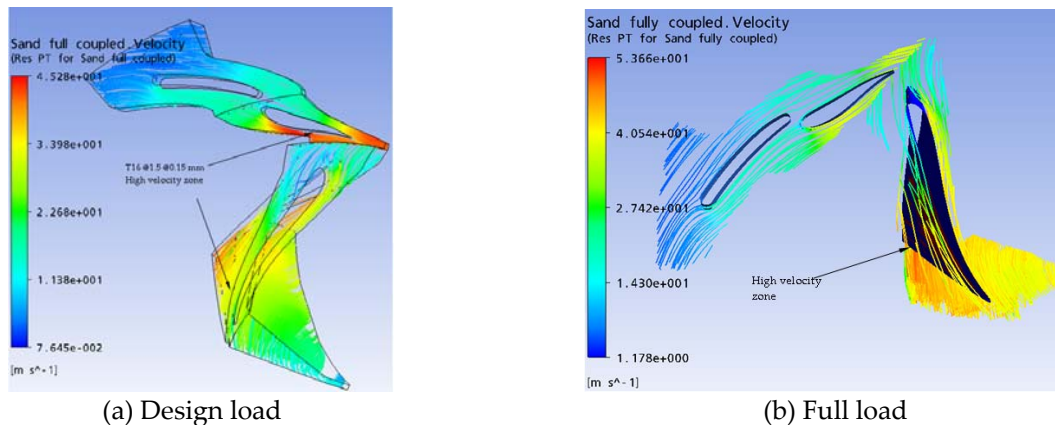 Sand full coupled.Velocity
(Res PT for Sand full coupled)
4.528e+001
3.398e+001
T16 @1.5 @0.15 mm
High velocity zone
2.268e+001
1.138e+001
7.645e-002
[m s^-1]
(a) Design load
Sand fully coupled.Velocity
(Res PT for Sand fully coupled)
5.366e+001
4.054e+001
2.742e+001
High velocity
zone
1.430e+001
1.178e+000
[m s^-1]
(b) Full load